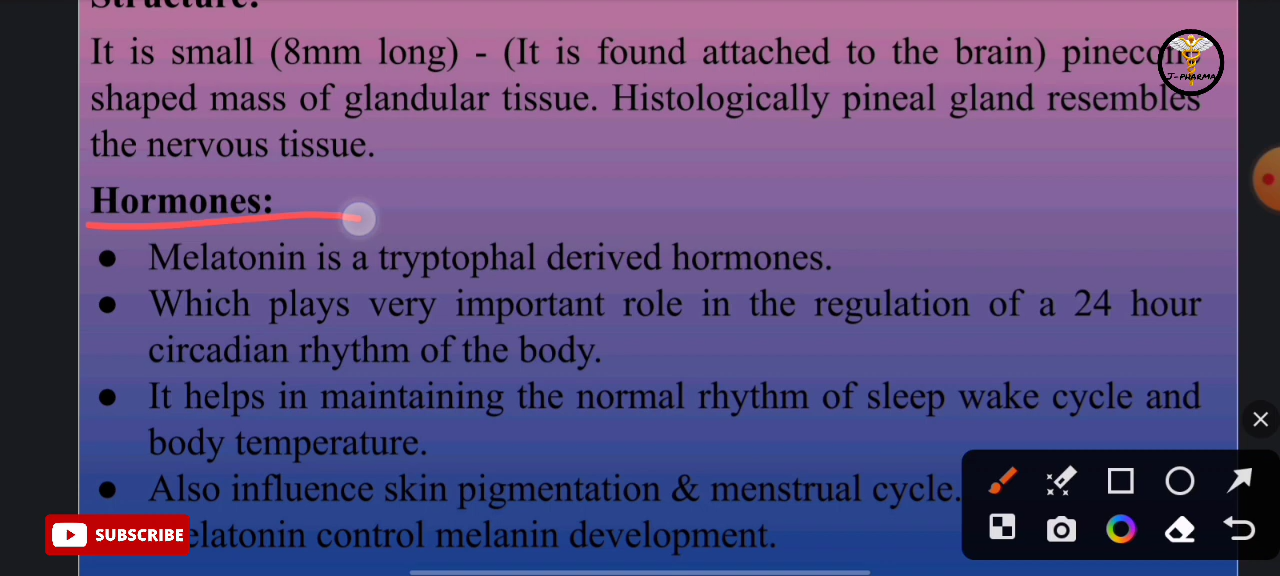 Structure:
It is small (8mm long) - (It is found attached to the brain) pinecone
shaped mass of glandular tissue. Histologically pineal gland resembles
the nervous tissue.
Hormones:
● Melatonin is a tryptophal derived hormones.
● Which plays very important role in the regulation of a 24 hour
circadian rhythm of the body.
● It helps in maintaining the normal rhythm of sleep wake cycle and
body temperature.
● Also influence skin pigmentation & menstrual cycle.
Melatonin control melanin development.
J-PHARMA
SUBSCRIBE